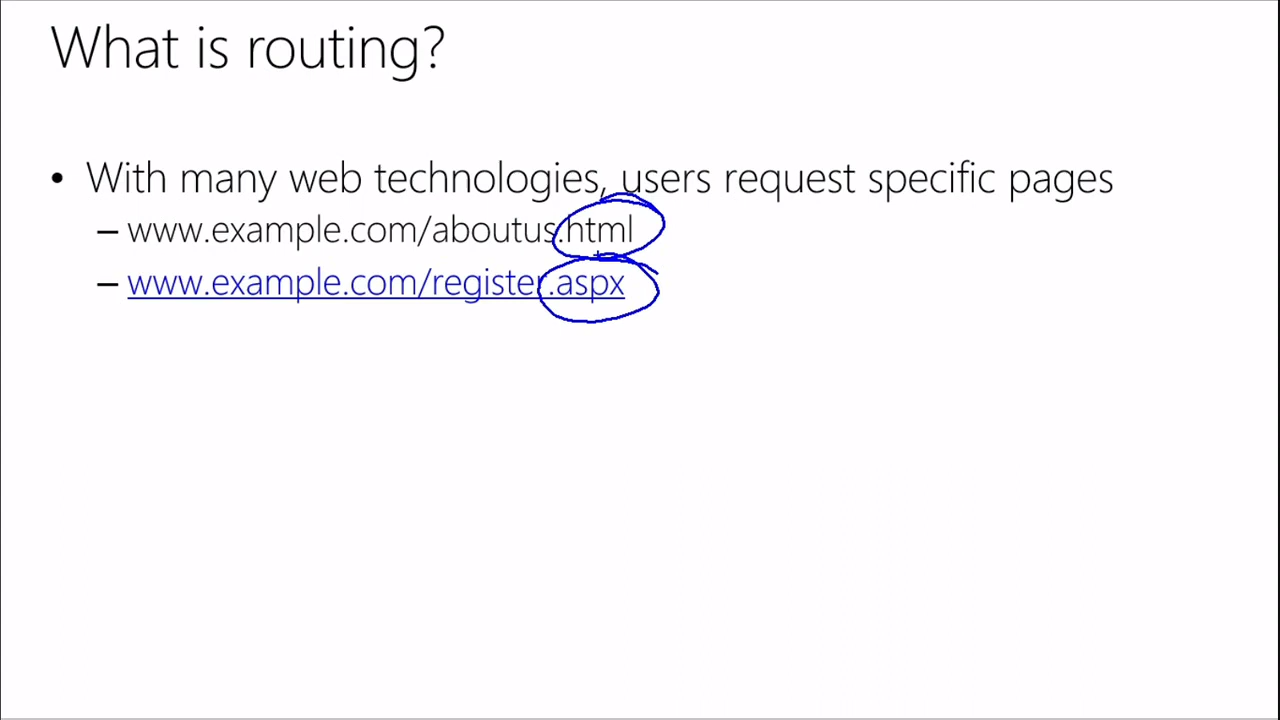 What is routing?
• With many web technologies, users request specific pages
– www.example.com/aboutus.html
– www.example.com/register.aspx